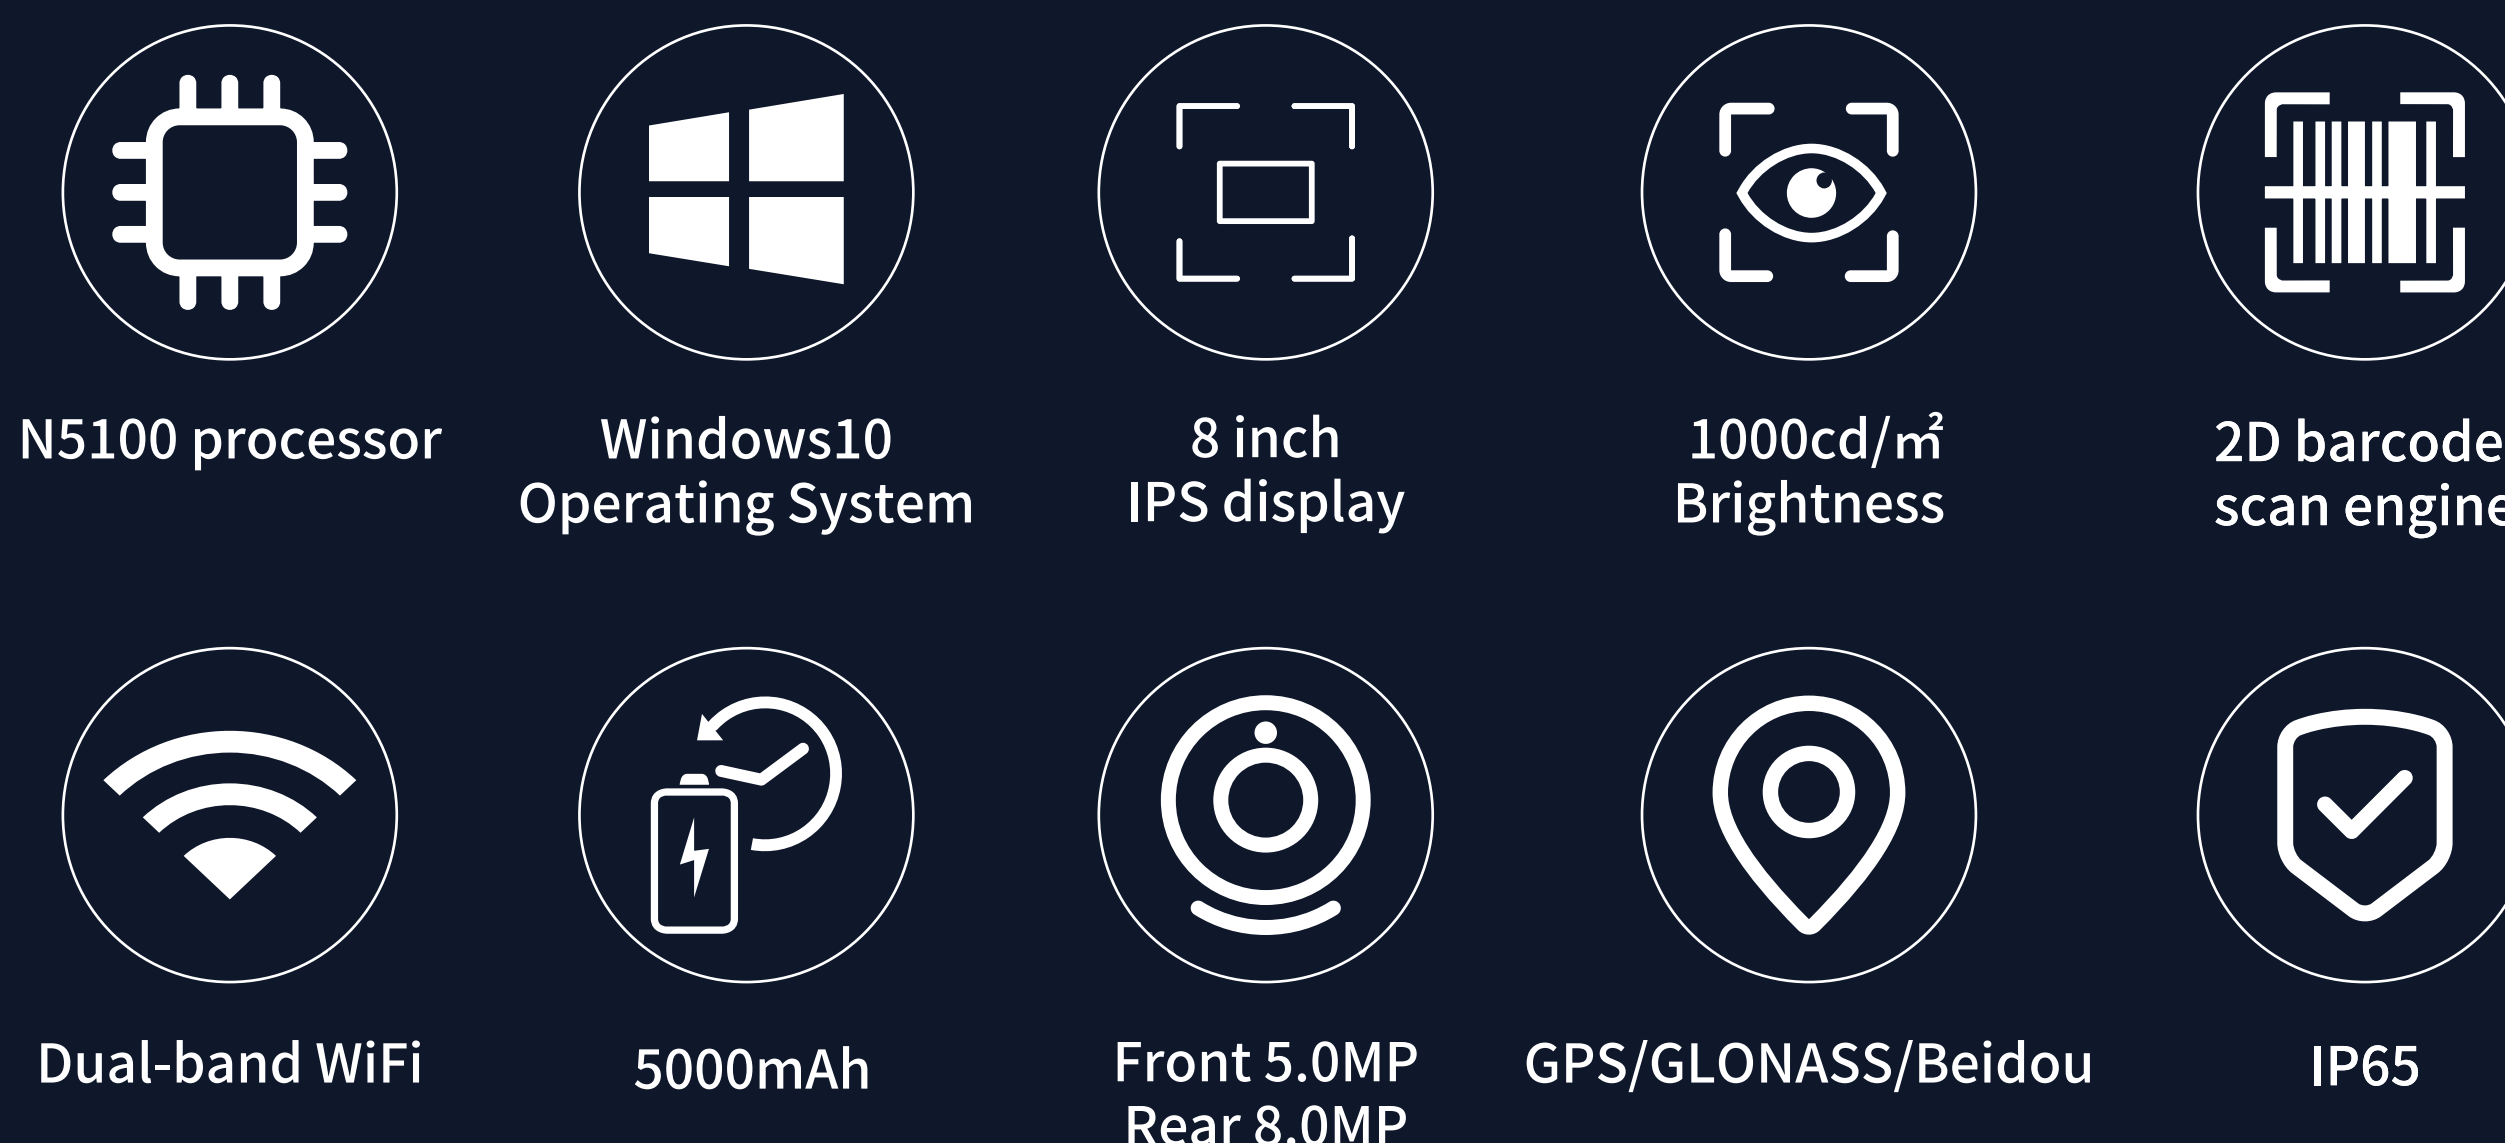 N5100 processor
Windows10
Operating System
8 inch
IPS display
1000cd/㎡
Brightness
2D barcode
scan engine
Dual-band WiFi
5000mAh
Front 5.0MP
Rear 8.0MP
GPS/GLONASS/Beidou
IP65